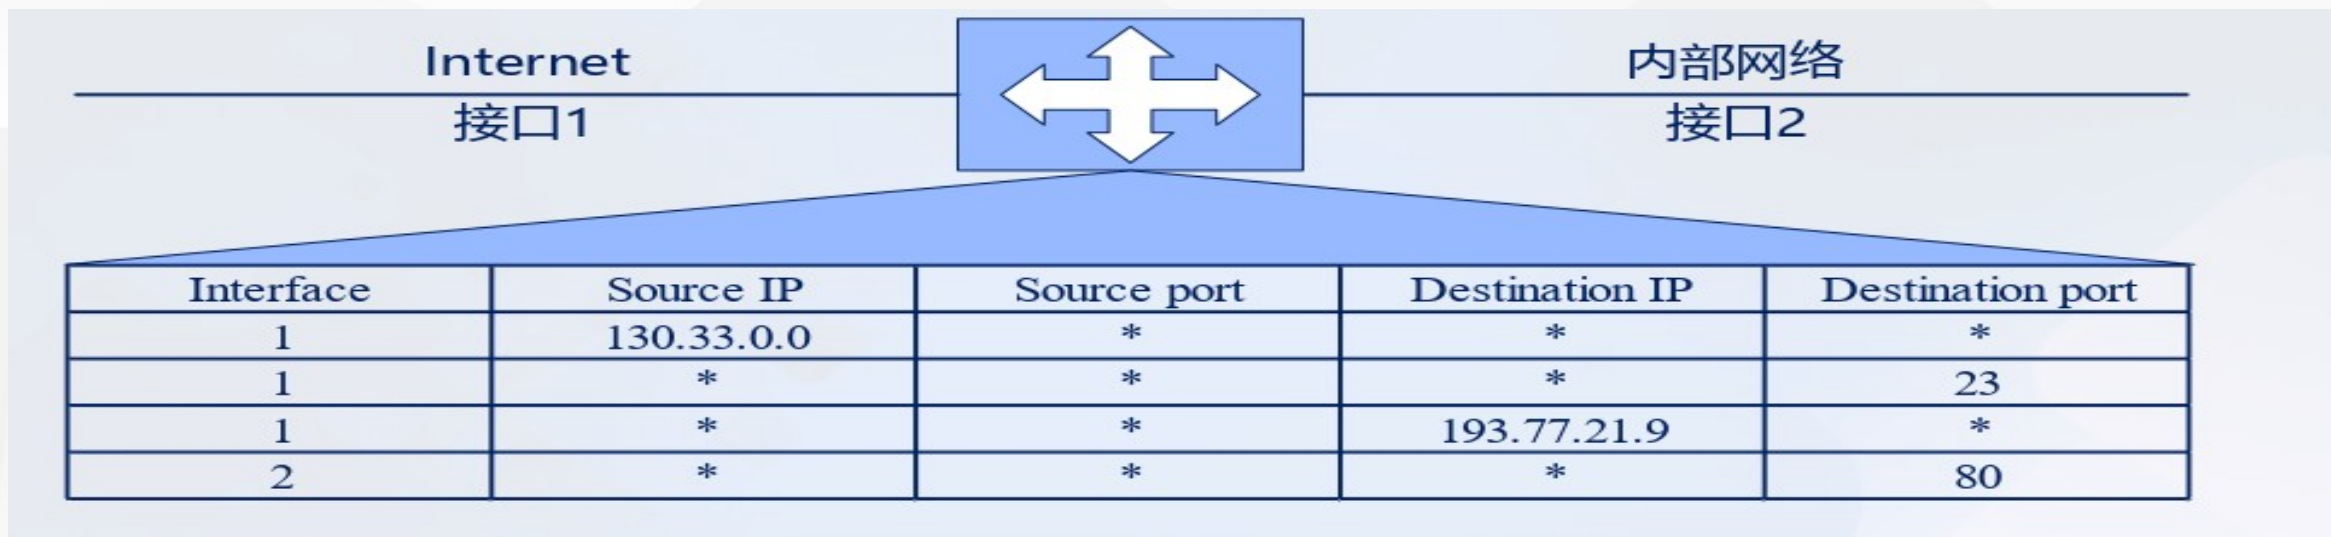 Internet 内部网络
接口1 接口2
Interface Source IP Source port Destination IP Destination port
1 130.33.0.0 * * *
1 * * * 23
1 * * 193.77.21.9 *
2 * * * 80